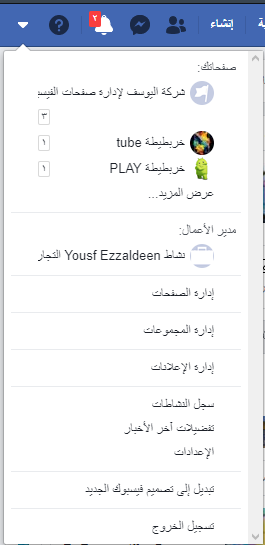 إنشاء
٢
صفحاتك:
شركة اليوسف لإدارة صفحات الفيس
٣
خربطيطة tube
١
خربطيطة PLAY
١
عرض المزيد...
مدير الأعمال:
نشاط Yousf Ezzaldeen التجار
إدارة الصفحات
إدارة المجموعات
إدارة الإعلانات
سجل النشاطات
تفضيلات آخر الأخبار
الإعدادات
تبديل إلى تصميم فيسبوك الجديد
تسجيل الخروج